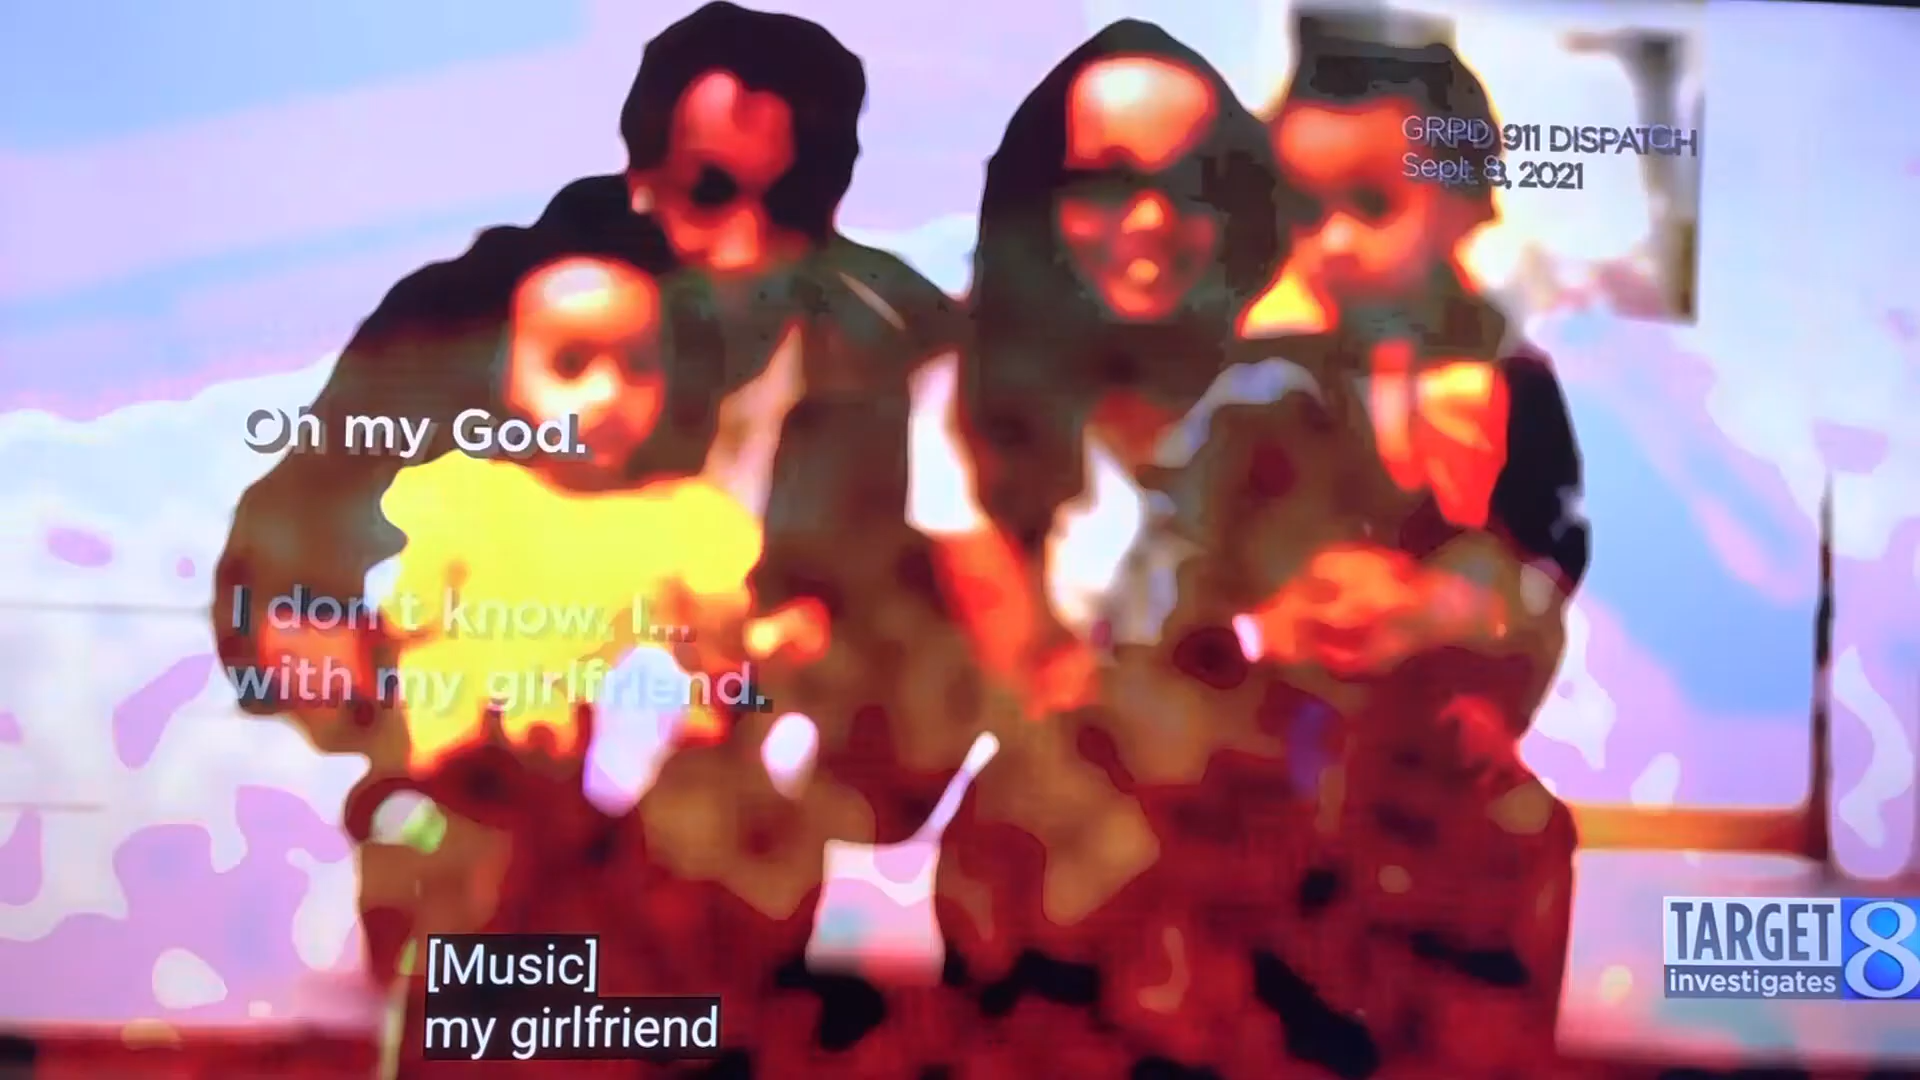 GRPD 911 DISPATCH
Sept. 8, 2021
Oh my God.
I don't know. I...
with my girlfriend.
[Music]
my girlfriend
TARGET 8
investigates